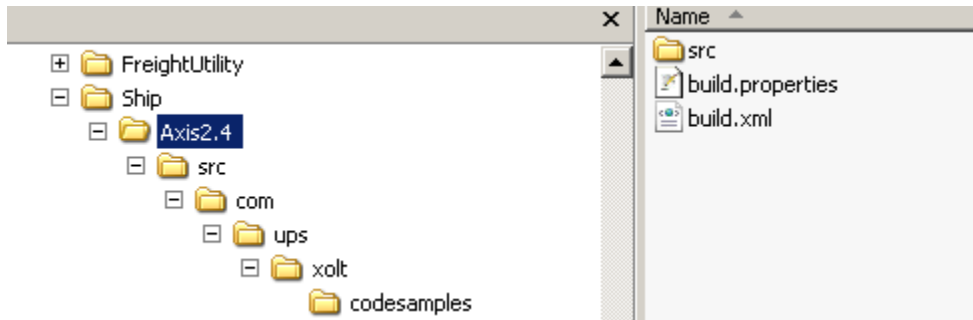 FreightUtility
Ship
Axis2.4
src
com
ups
xolt
codesamples
Name
src
build.properties
build.xml